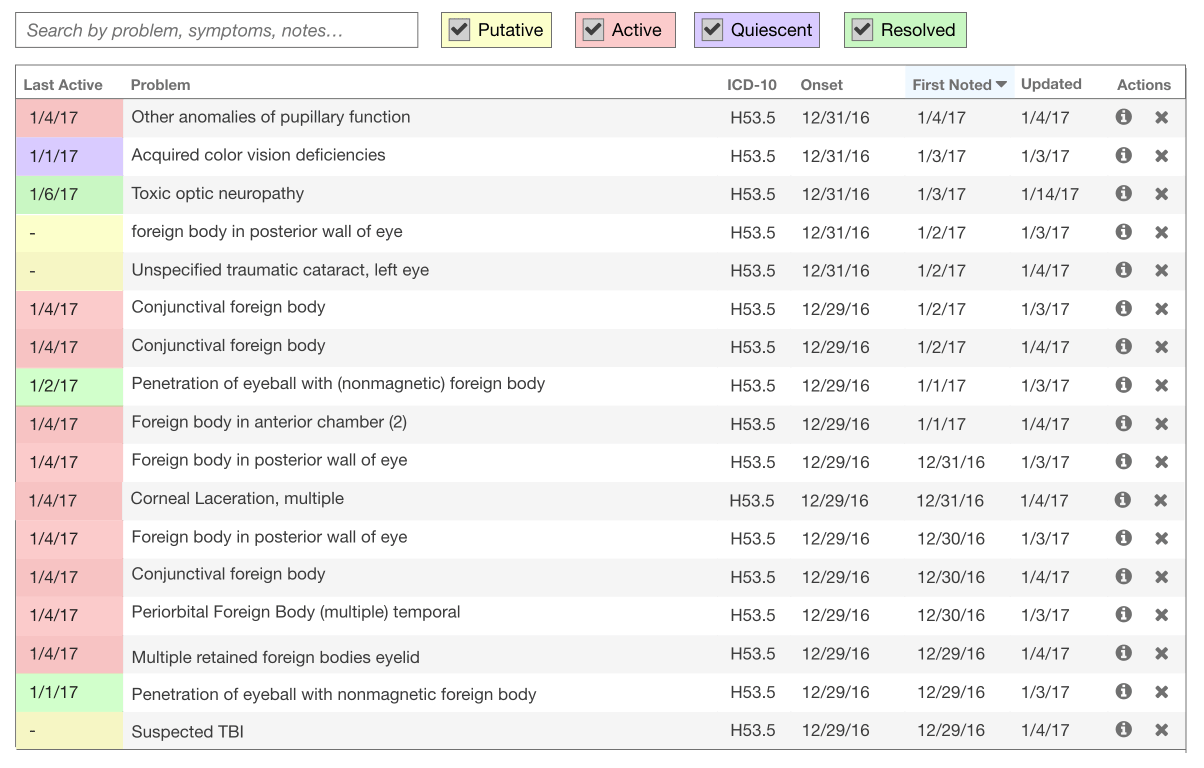 Search by problem, symptoms, notes… Putative Active Quiescent Resolved
Last Active Problem ICD-10 Onset First Noted Updated Actions
1/4/17 Other anomalies of pupillary function H53.5 12/31/16 1/4/17 1/4/17
1/1/17 Acquired color vision deficiencies H53.5 12/31/16 1/3/17 1/3/17
1/6/17 Toxic optic neuropathy H53.5 12/31/16 1/3/17 1/14/17
- foreign body in posterior wall of eye H53.5 12/31/16 1/2/17 1/3/17
- Unspecified traumatic cataract, left eye H53.5 12/31/16 1/2/17 1/4/17
1/4/17 Conjunctival foreign body H53.5 12/29/16 1/2/17 1/3/17
1/4/17 Conjunctival foreign body H53.5 12/29/16 1/2/17 1/4/17
1/2/17 Penetration of eyeball with (nonmagnetic) foreign body H53.5 12/29/16 1/1/17 1/3/17
1/4/17 Foreign body in anterior chamber (2) H53.5 12/29/16 1/1/17 1/4/17
1/4/17 Foreign body in posterior wall of eye H53.5 12/29/16 12/31/16 1/3/17
1/4/17 Corneal Laceration, multiple H53.5 12/29/16 12/31/16 1/4/17
1/4/17 Foreign body in posterior wall of eye H53.5 12/29/16 12/30/16 1/3/17
1/4/17 Conjunctival foreign body H53.5 12/29/16 12/30/16 1/4/17
1/4/17 Periorbital Foreign Body (multiple) temporal H53.5 12/29/16 12/30/16 1/3/17
1/4/17 Multiple retained foreign bodies eyelid H53.5 12/29/16 12/29/16 1/4/17
1/1/17 Penetration of eyeball with nonmagnetic foreign body H53.5 12/29/16 12/29/16 1/3/17
- Suspected TBI H53.5 12/29/16 12/29/16 1/4/17